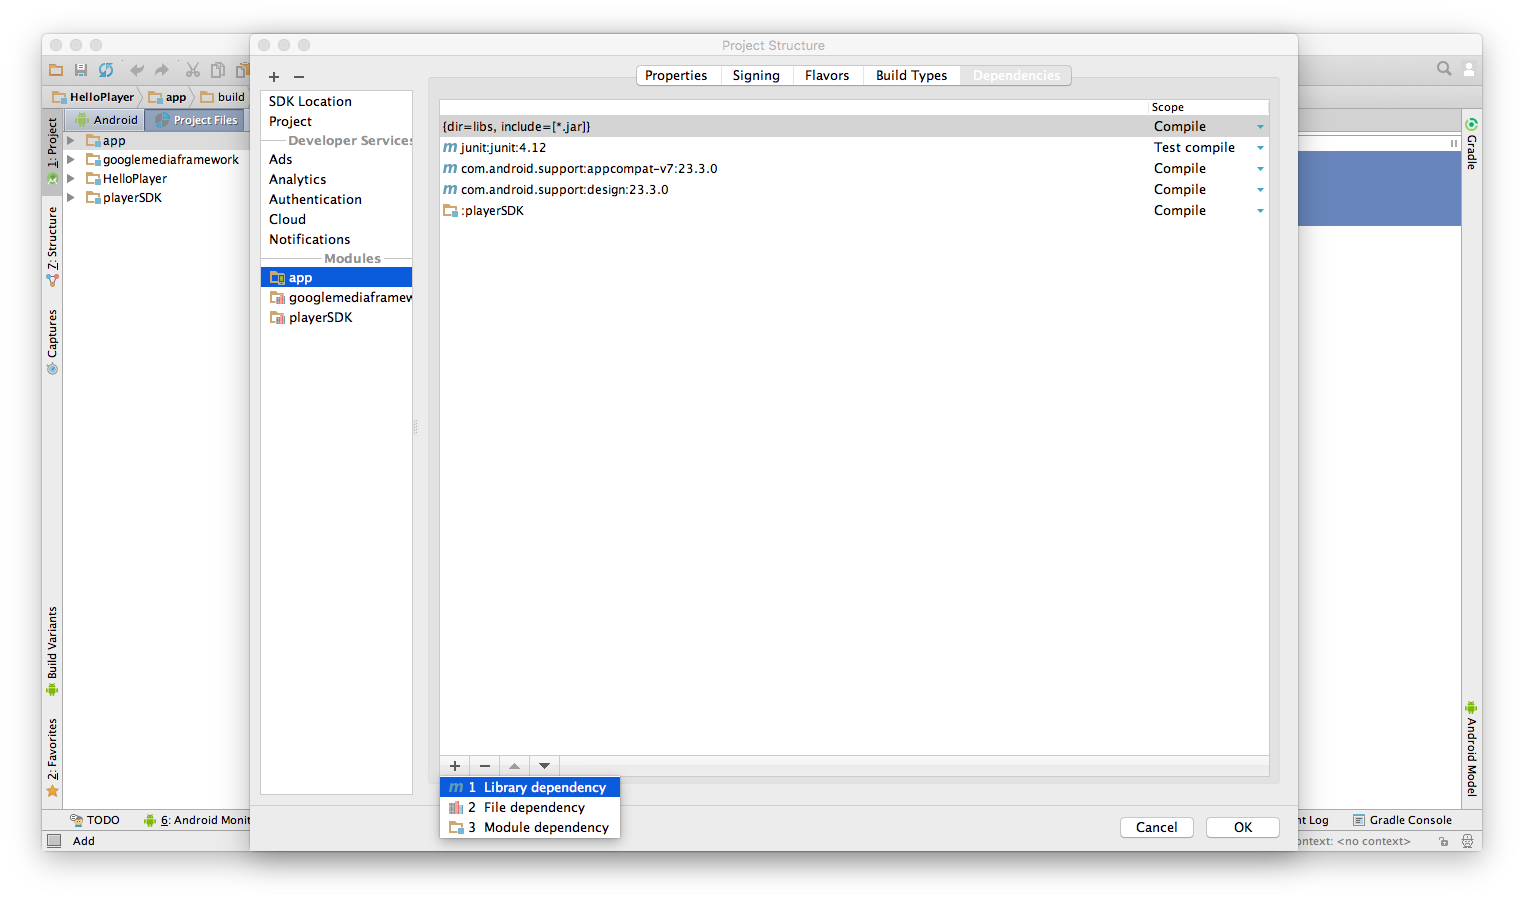 Project Structure
HelloPlayer
app
build
Android
Project Files
app
googlemediaframework
HelloPlayer
playerSDK
1: Project
Z: Structure
Captures
Build Variants
2: Favorites
SDK Location
Project
Developer Services
Ads
Analytics
Authentication
Cloud
Notifications
Modules
app
googlemediaframew
playerSDK
Properties
Signing
Flavors
Build Types
Dependencies
Scope
{dir=libs, include=[*.jar]}
Compile
m junit:junit:4.12
Test compile
m com.android.support:appcompat-v7:23.3.0
Compile
m com.android.support:design:23.3.0
Compile
:playerSDK
Compile
m 1 Library dependency
2 File dependency
3 Module dependency
Cancel
OK
Gradle
Android Model
TODO
6: Android Monit
nt Log
Gradle Console
Add
ontext: <no context>